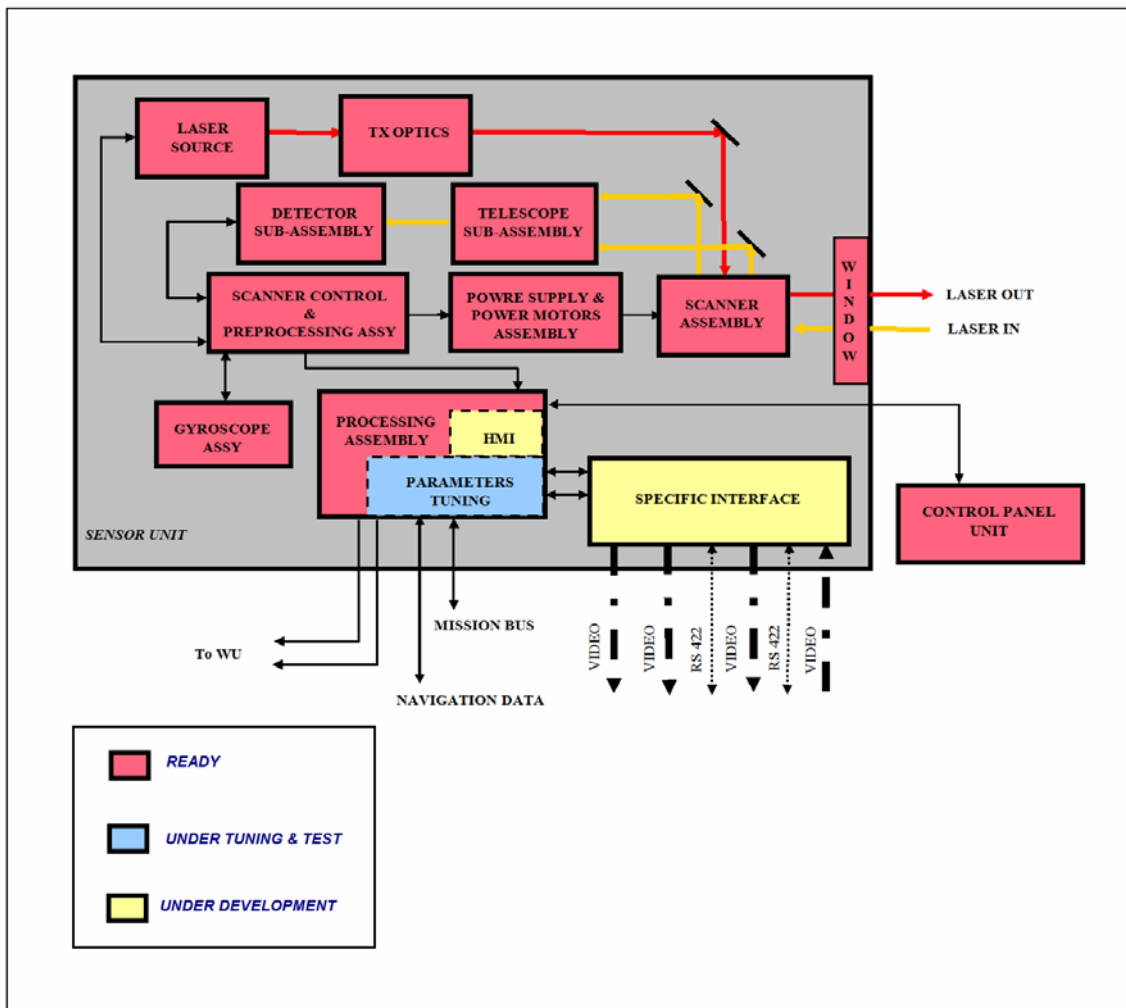 LASER
SOURCE
TX OPTICS
DETECTOR
SUB-ASSEMBLY
TELESCOPE
SUB-ASSEMBLY
SCANNER CONTROL
&
PREPROCESSING ASSY
POWRE SUPPLY &
POWER MOTORS
ASSEMBLY
SCANNER
ASSEMBLY
WINDOW
LASER OUT
LASER IN
GYROSCOPE
ASSY
PROCESSING
ASSEMBLY
HMI
PARAMETERS
TUNING
SPECIFIC INTERFACE
CONTROL PANEL
UNIT
SENSOR UNIT
To WU
MISSION BUS
NAVIGATION DATA
VIDEO
VIDEO
RS 422
VIDEO
RS 422
VIDEO
READY
UNDER TUNING & TEST
UNDER DEVELOPMENT